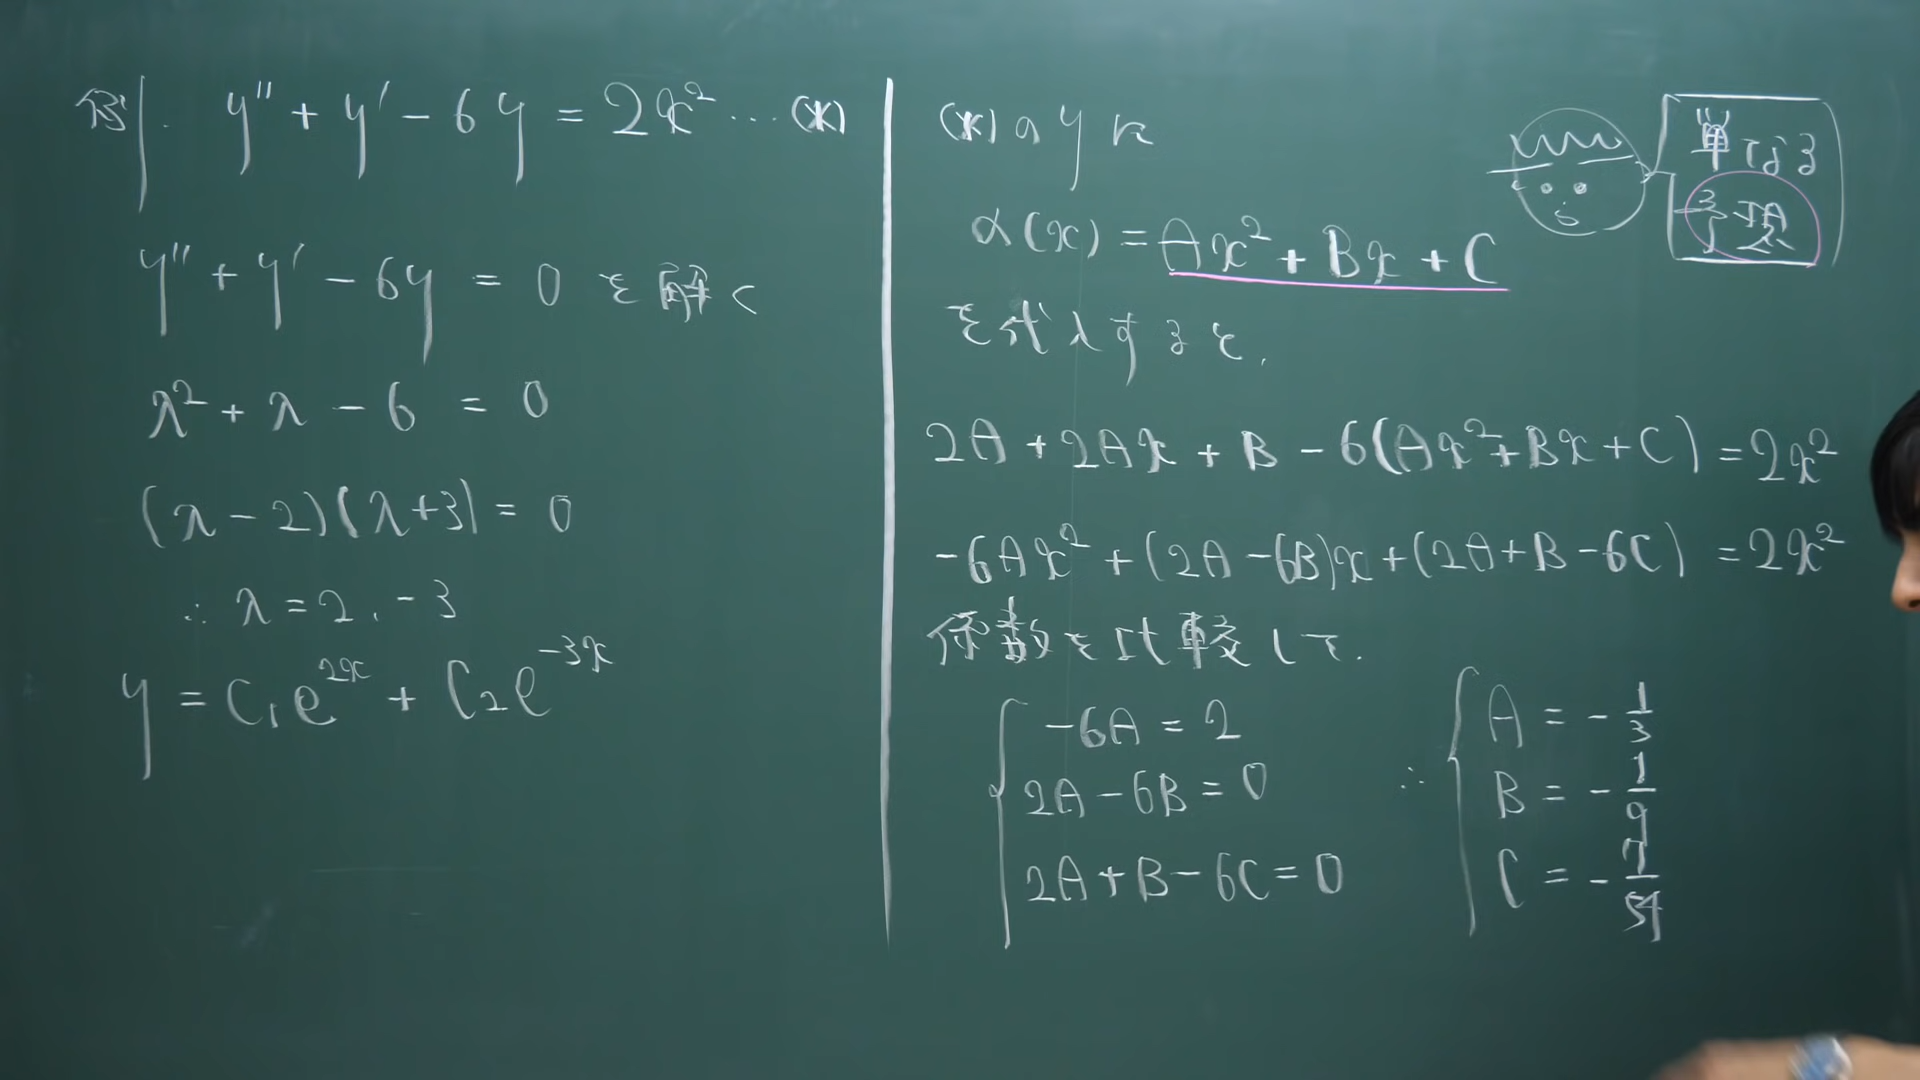 例. y'' + y' - 6y = 2x² … (*)
y'' + y' - 6y = 0 を解く
λ² + λ - 6 = 0
(λ - 2)(λ + 3) = 0
∴ λ = 2, -3
y = C₁e^{2x} + C₂e^{-3x}
(*) の y に
α(x) = Ax² + Bx + C
を代入すると,
2A + 2Ax + B - 6(Ax² + Bx + C) = 2x²
-6Ax² + (2A - 6B)x + (2A + B - 6C) = 2x²
係数を比較して.
-6A = 2
2A - 6B = 0
2A + B - 6C = 0
∴ A = -1/3
B = -1/9
C = -7/54
単なる
予想